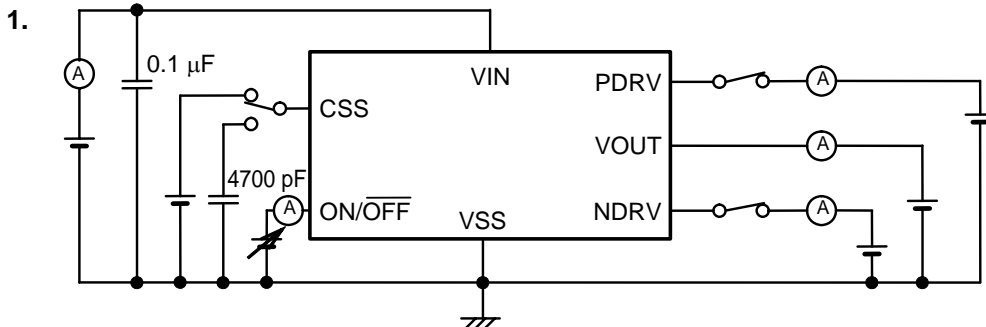 1.
A
0.1 μF
VIN
PDRV
A
CSS
VOUT
A
4700 pF
A
ON/OFF
VSS
NDRV
A